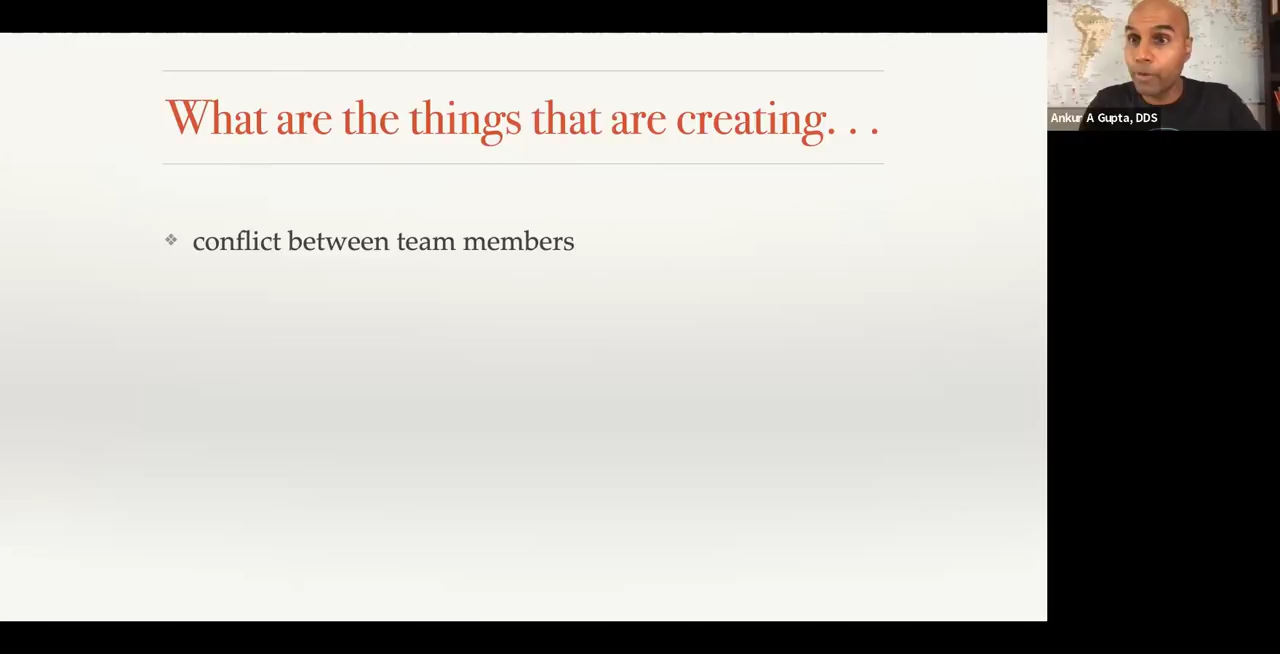 What are the things that are creating. . .
❖ conflict between team members
Ankur A Gupta, DDS